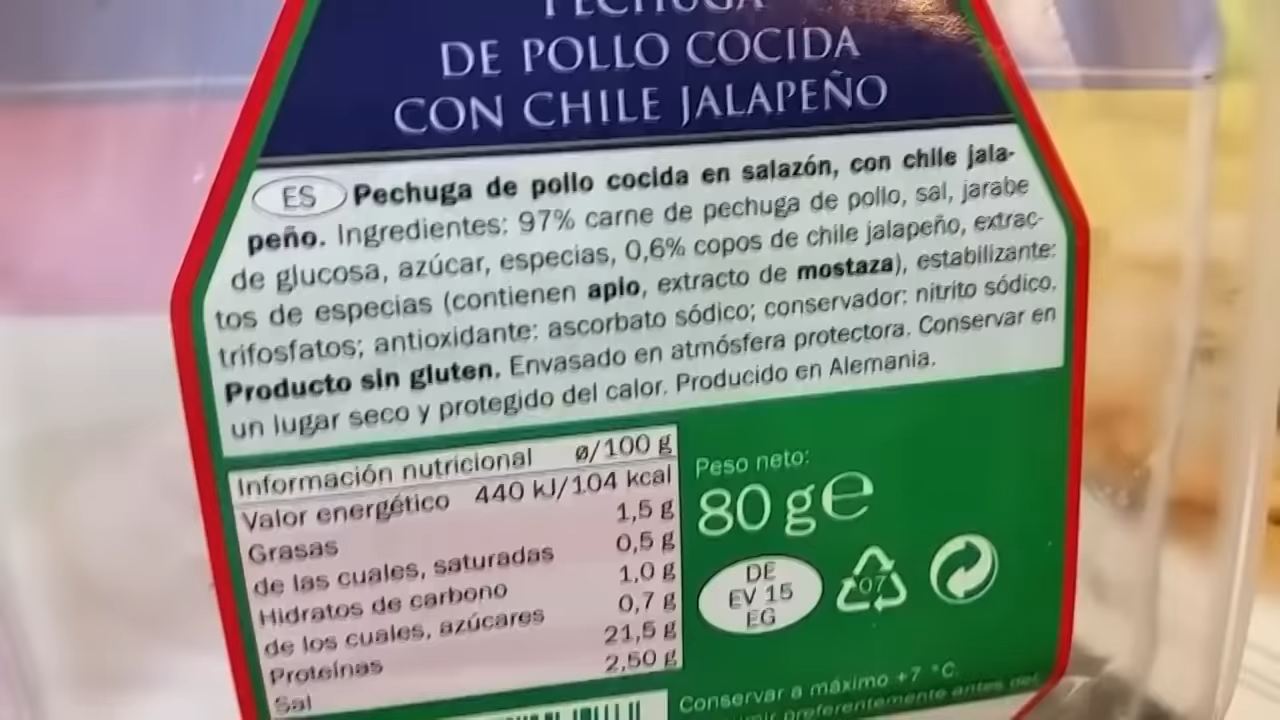 PECHUGA
DE POLLO COCIDA
CON CHILE JALAPEÑO
ES Pechuga de pollo cocida en salazón, con chile jala-
peño. Ingredientes: 97% carne de pechuga de pollo, sal, jarabe
de glucosa, azúcar, especias, 0,6% copos de chile jalapeño, extrac-
tos de especias (contienen apio, extracto de mostaza), estabilizante:
trifosfatos; antioxidante: ascorbato sódico; conservador: nitrito sódico.
Producto sin gluten. Envasado en atmósfera protectora. Conservar en
un lugar seco y protegido del calor. Producido en Alemania.
Información nutricional ø/100 g
Valor energético 440 kJ/104 kcal
Grasas 1,5 g
de las cuales, saturadas 0,5 g
Hidratos de carbono 1,0 g
de los cuales, azúcares 0,7 g
Proteínas 21,5 g
Sal 2,50 g
Peso neto:
80 g e
DE
EV 15
EG
07
Conservar a máximo +7 °C.
preferentemente antes del